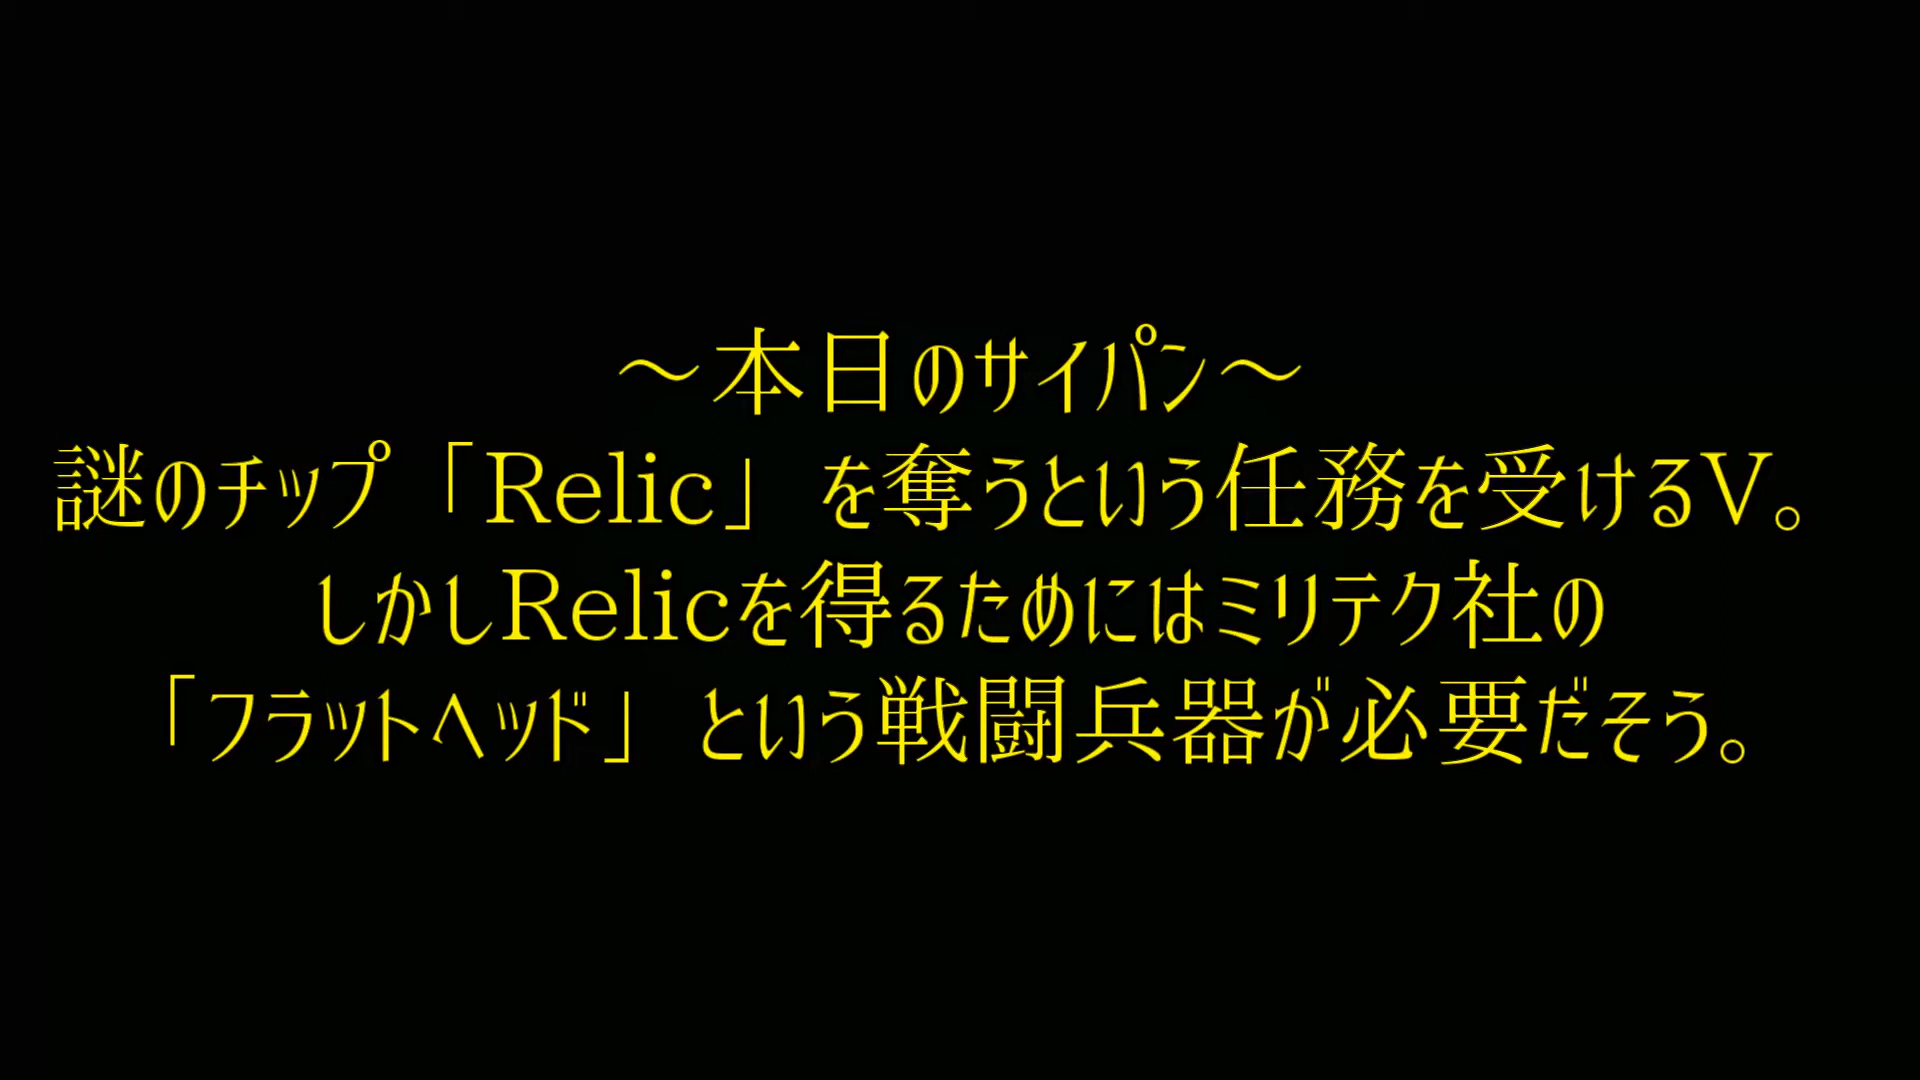 ～本日のサイパン～
謎のチップ「Relic」を奪うという任務を受けるV。
しかしRelicを得るためにはミリテク社の
「フラットヘッド」という戦闘兵器が必要だそう。